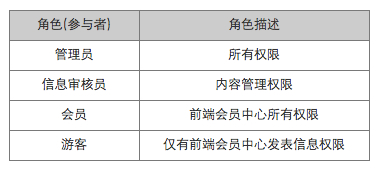 角色(参与者) 角色描述
管理员 所有权限
信息审核员 内容管理权限
会员 前端会员中心所有权限
游客 仅有前端会员中心发表信息权限